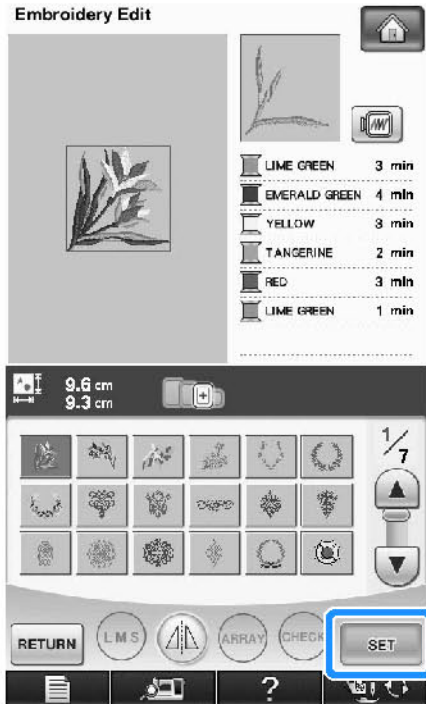 Embroidery Edit
LIME GREEN 3 min
EMERALD GREEN 4 min
YELLOW 3 min
TANGERINE 2 min
RED 3 min
LIME GREEN 1 min
9.6 cm
9.3 cm
1/7
RETURN
L M S
ARRAY
CHECK
SET
?